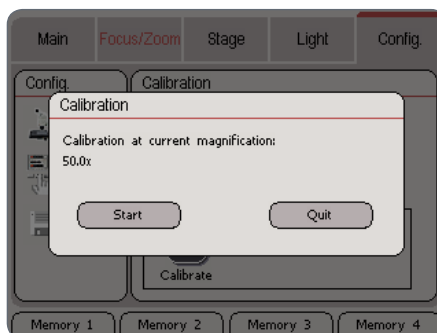 Main Focus/Zoom Stage Light Config.
Config. Calibration
Calibration
Calibration at current magnification:
50.0x
Start Quit
Calibrate
Memory 1 Memory 2 Memory 3 Memory 4